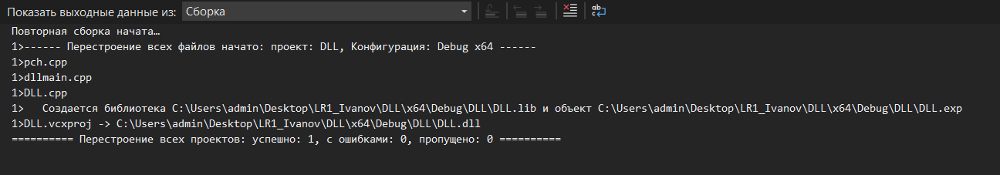 Показать выходные данные из: Сборка
Повторная сборка начата…
1>------ Перестроение всех файлов начато: проект: DLL, Конфигурация: Debug x64 ------
1>pch.cpp
1>dllmain.cpp
1>DLL.cpp
1>   Создается библиотека C:\Users\admin\Desktop\LR1_Ivanov\DLL\x64\Debug\DLL\DLL.lib и объект C:\Users\admin\Desktop\LR1_Ivanov\DLL\x64\Debug\DLL\DLL.exp
1>DLL.vcxproj -> C:\Users\admin\Desktop\LR1_Ivanov\DLL\x64\Debug\DLL\DLL.dll
========== Перестроение всех проектов: успешно: 1, с ошибками: 0, пропущено: 0 ==========